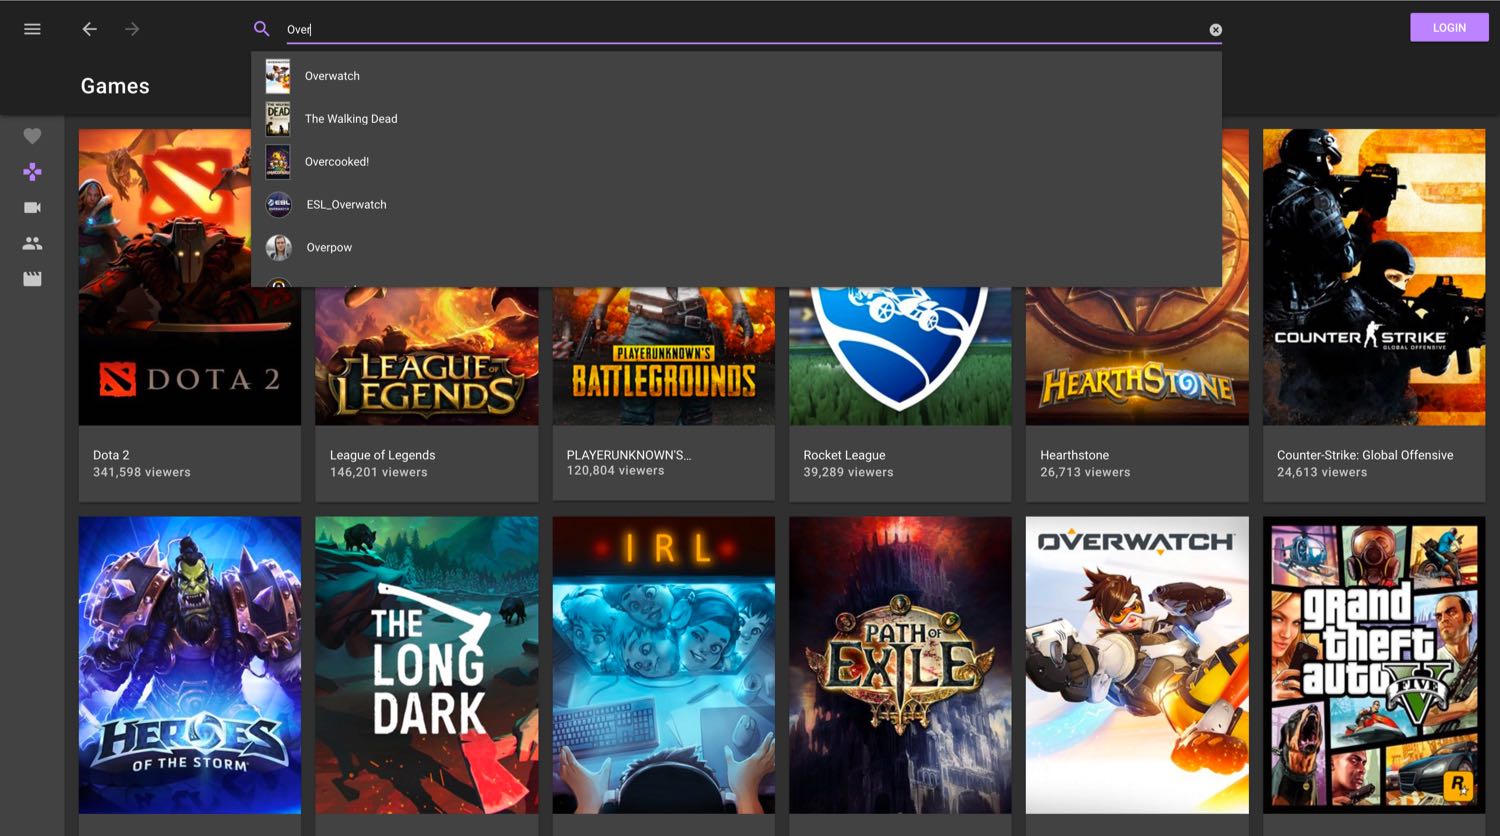 Over
LOGIN
Games
Overwatch
The Walking Dead
Overcooked!
ESL_Overwatch
Overpow
DOTA 2
LEAGUE OF
LEGENDS
PLAYERUNKNOWN'S
BATTLEGROUNDS
HEARTHSTONE
COUNTER STRIKE
GLOBAL OFFENSIVE
Dota 2
341,598 viewers
League of Legends
146,201 viewers
PLAYERUNKNOWN'S...
120,804 viewers
Rocket League
39,289 viewers
Hearthstone
26,713 viewers
Counter-Strike: Global Offensive
24,613 viewers
HEROES
OF THE STORM
THE
LONG
DARK
IRL
PATH OF
EXILE
OVERWATCH
grand
theft
auto
V
FIVE
R